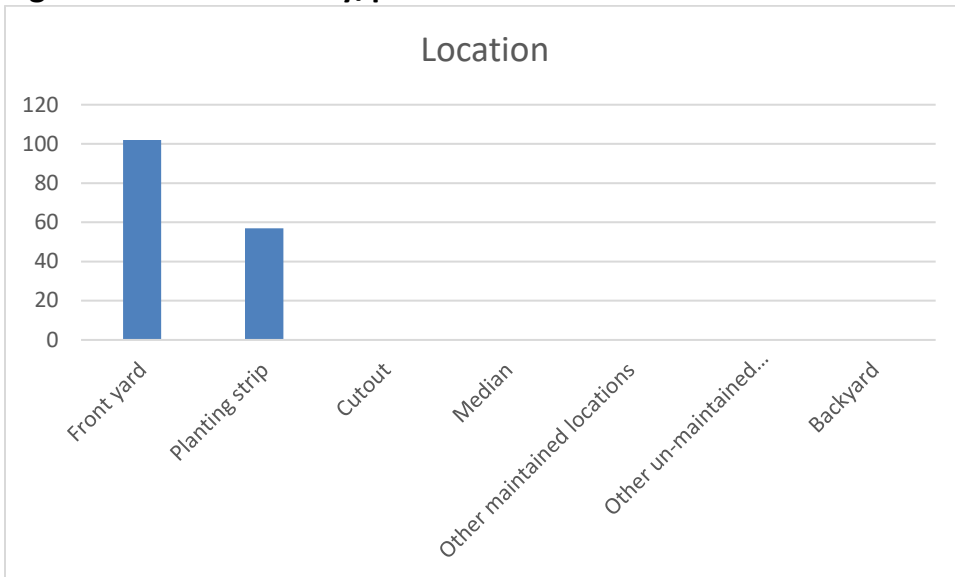 Location
120
100
80
60
40
20
0
Front yard
Planting strip
Cutout
Median
Other maintained locations
Other un-maintained...
Backyard